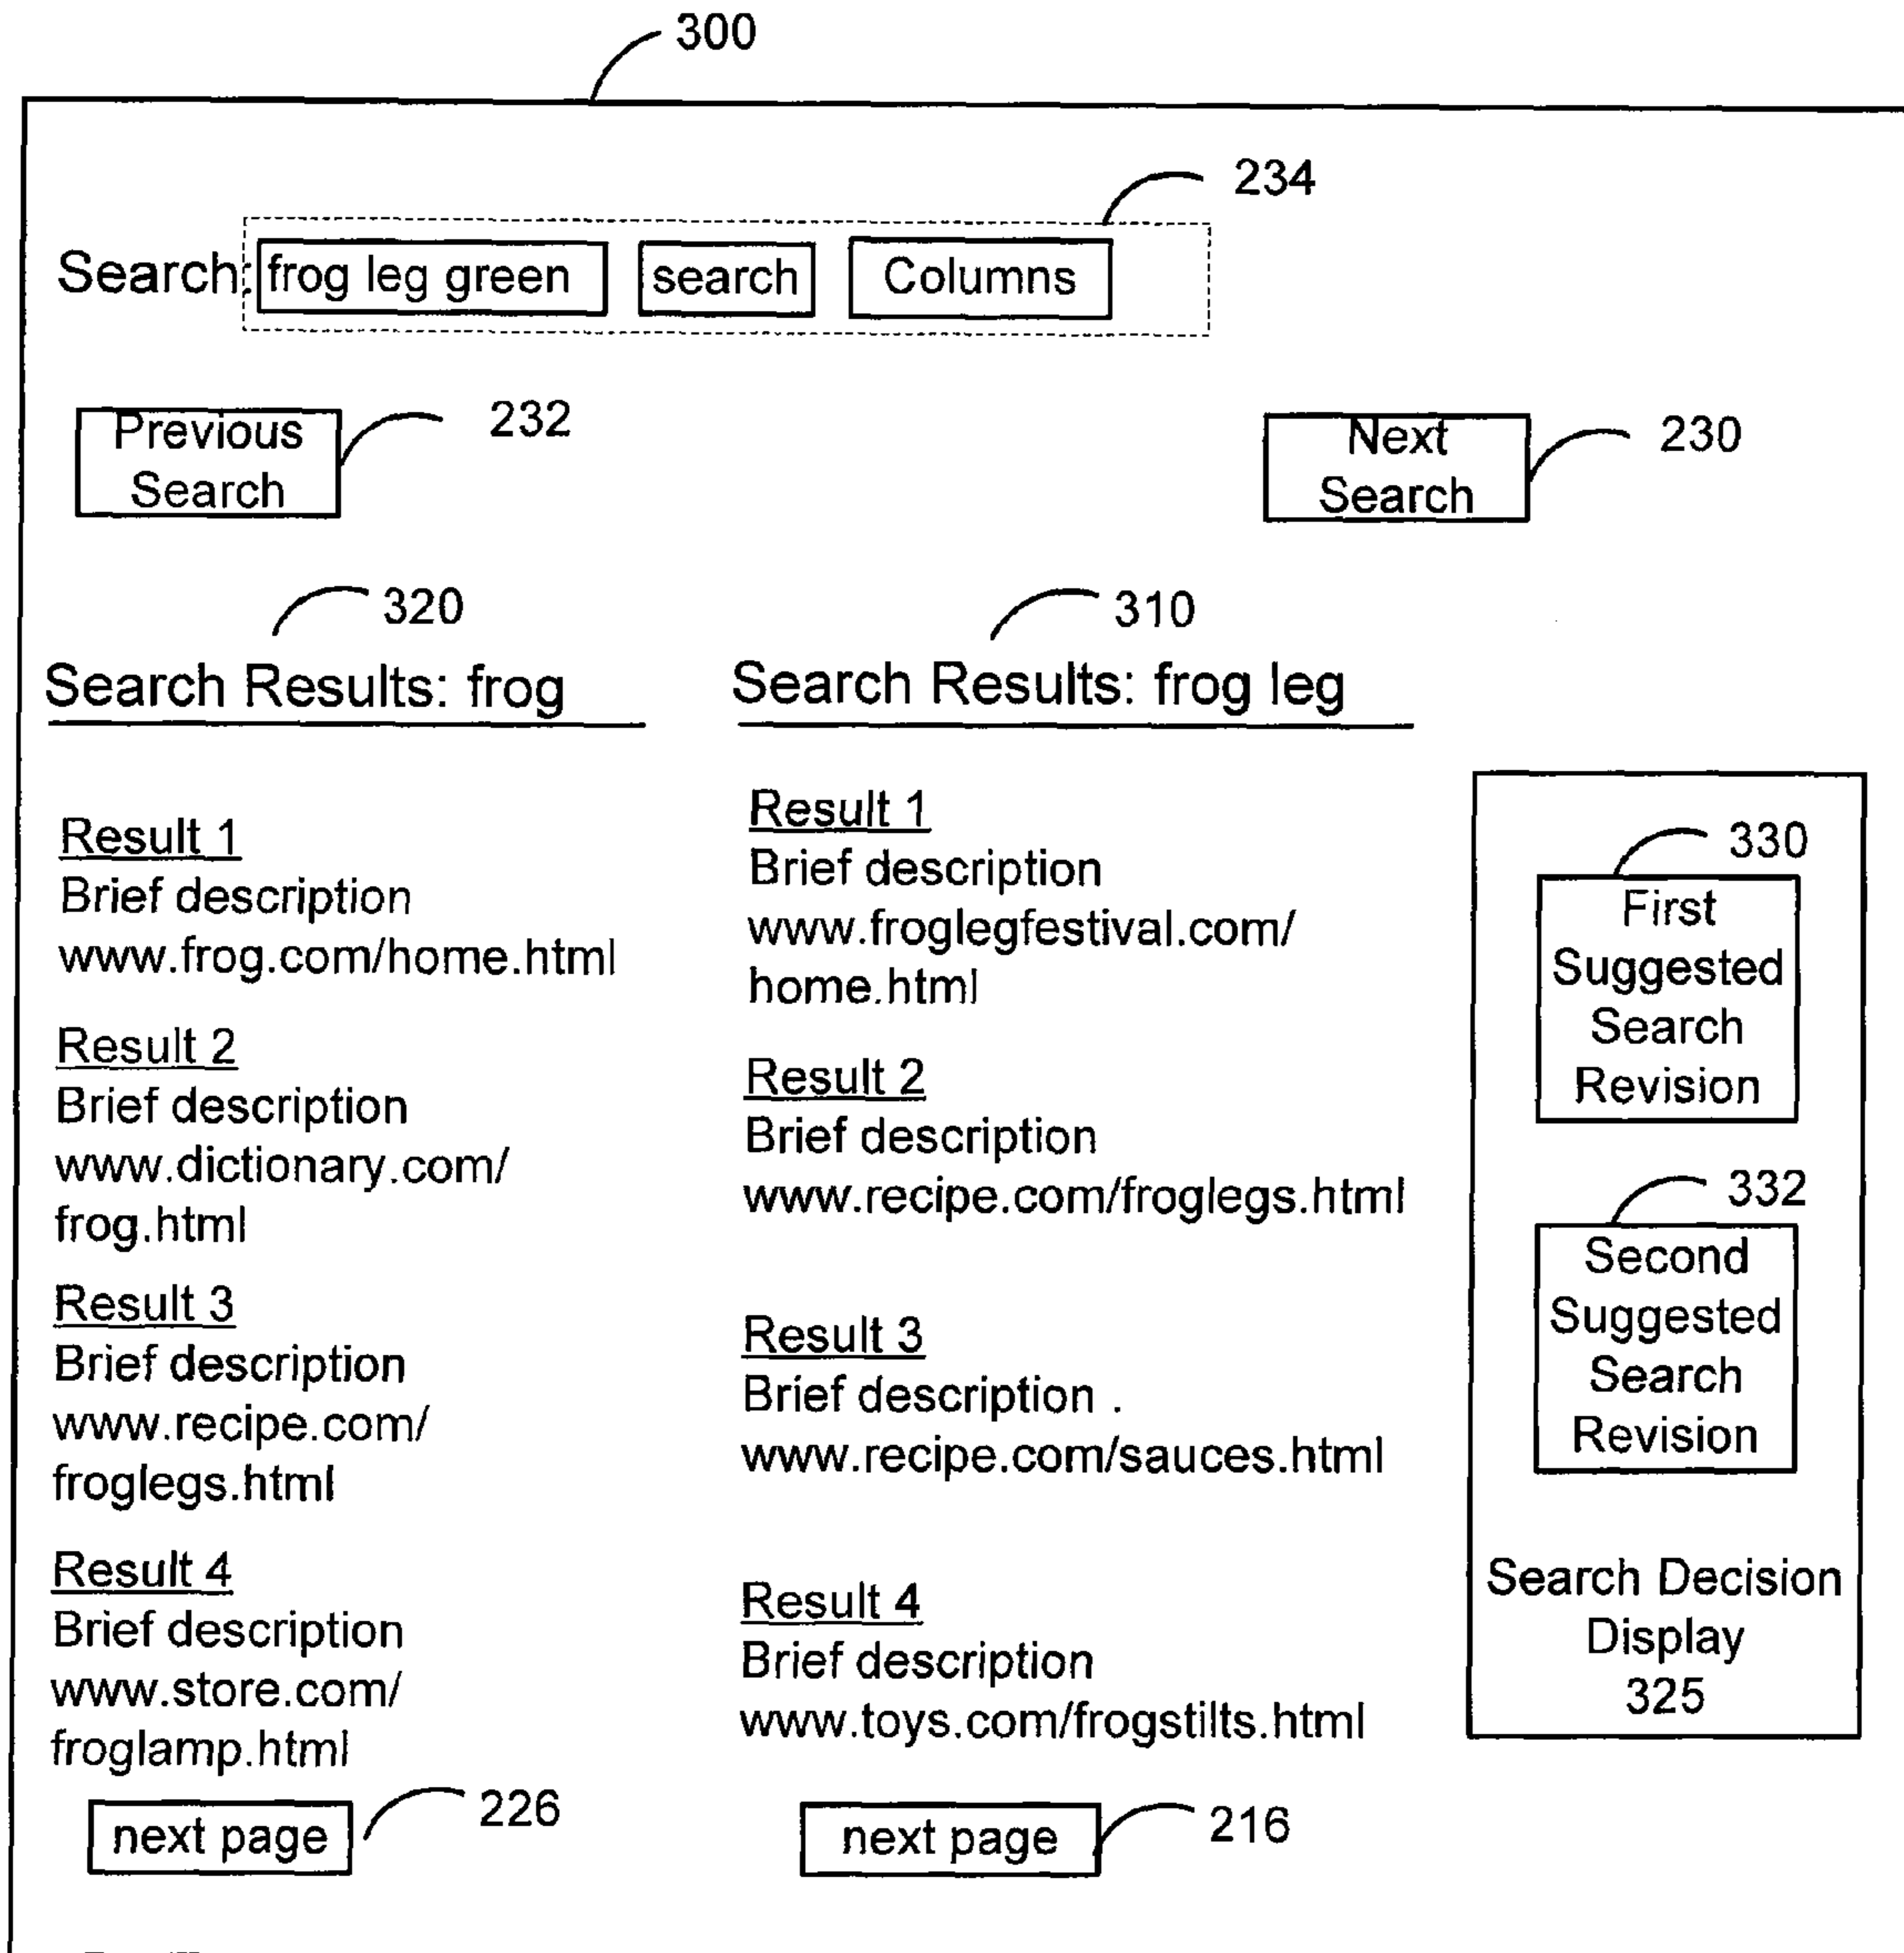 300
234
Search: frog leg green search Columns
Previous
Search
232
Next
Search
230
320
Search Results: frog
Result 1
Brief description
www.frog.com/home.html
Result 2
Brief description
www.dictionary.com/
frog.html
Result 3
Brief description
www.recipe.com/
froglegs.html
Result 4
Brief description
www.store.com/
froglamp.html
next page
226
310
Search Results: frog leg
Result 1
Brief description
www.froglegfestival.com/
home.html
Result 2
Brief description
www.recipe.com/froglegs.html
Result 3
Brief description .
www.recipe.com/sauces.html
Result 4
Brief description
www.toys.com/frogstilts.html
next page
216
330
First
Suggested
Search
Revision
332
Second
Suggested
Search
Revision
Search Decision
Display
325